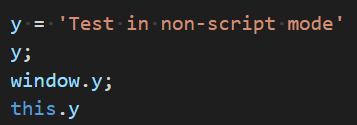 y = 'Test in non-script mode'
y;
window.y;
this.y